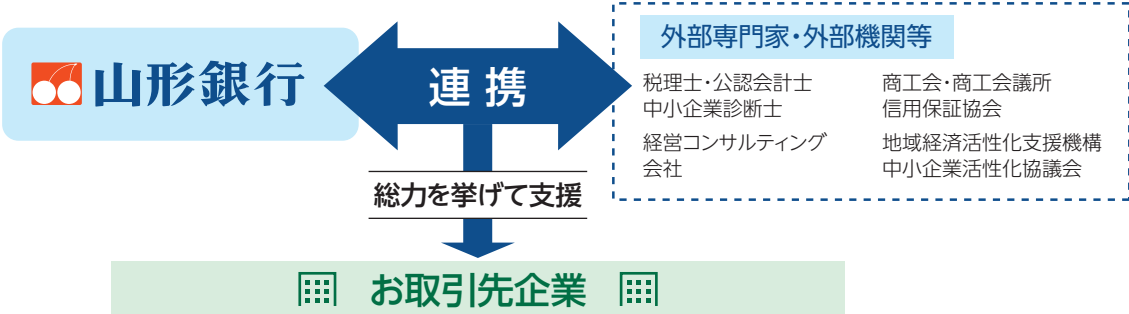 山形銀行
連携
外部専門家・外部機関等
税理士・公認会計士
中小企業診断士
経営コンサルティング
会社
商工会・商工会議所
信用保証協会
地域経済活性化支援機構
中小企業活性化協議会
総力を挙げて支援
お取引先企業